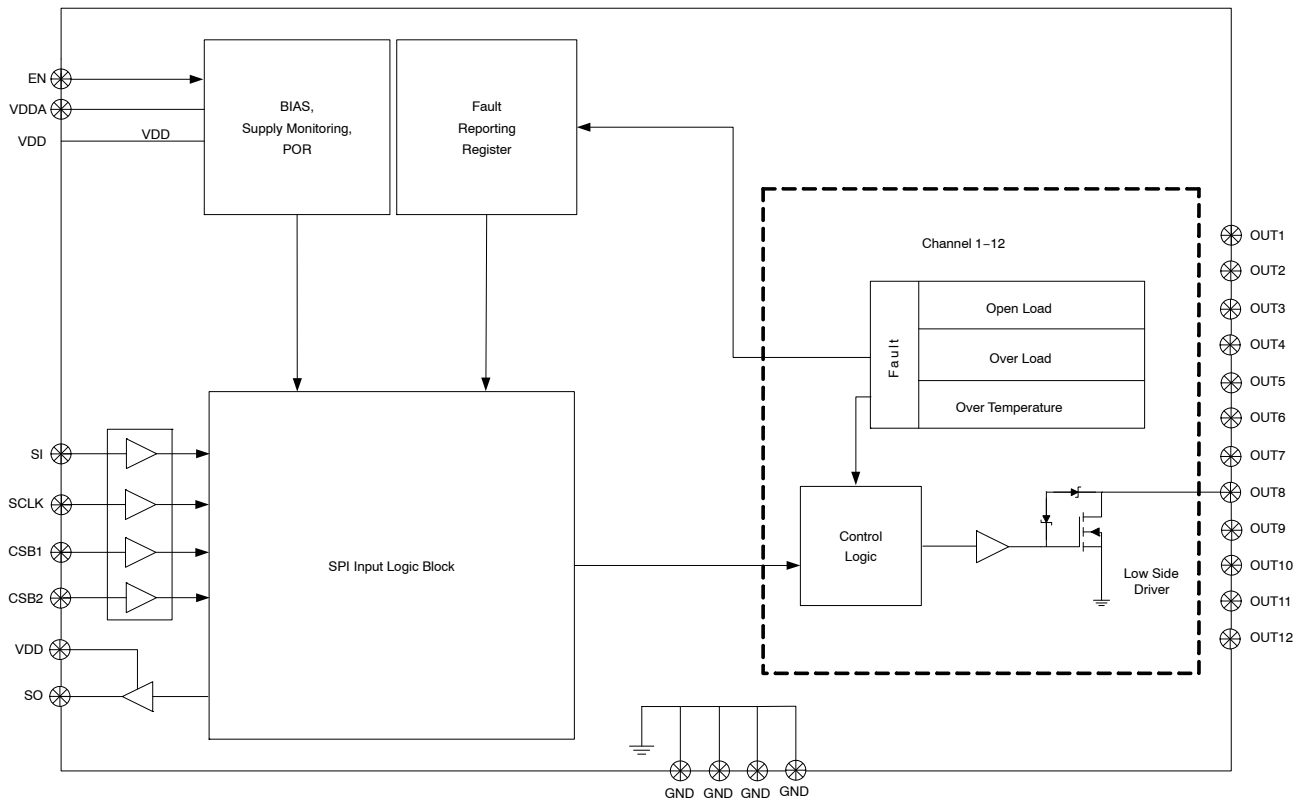 EN
VDDA
VDD
VDD
BIAS,
Supply Monitoring,
POR
Fault
Reporting
Register
Channel 1−12
Fault
Open Load
Over Load
Over Temperature
SI
SCLK
CSB1
CSB2
VDD
SO
SPI Input Logic Block
Control
Logic
Low Side
Driver
OUT1
OUT2
OUT3
OUT4
OUT5
OUT6
OUT7
OUT8
OUT9
OUT10
OUT11
OUT12
GND GND GND GND